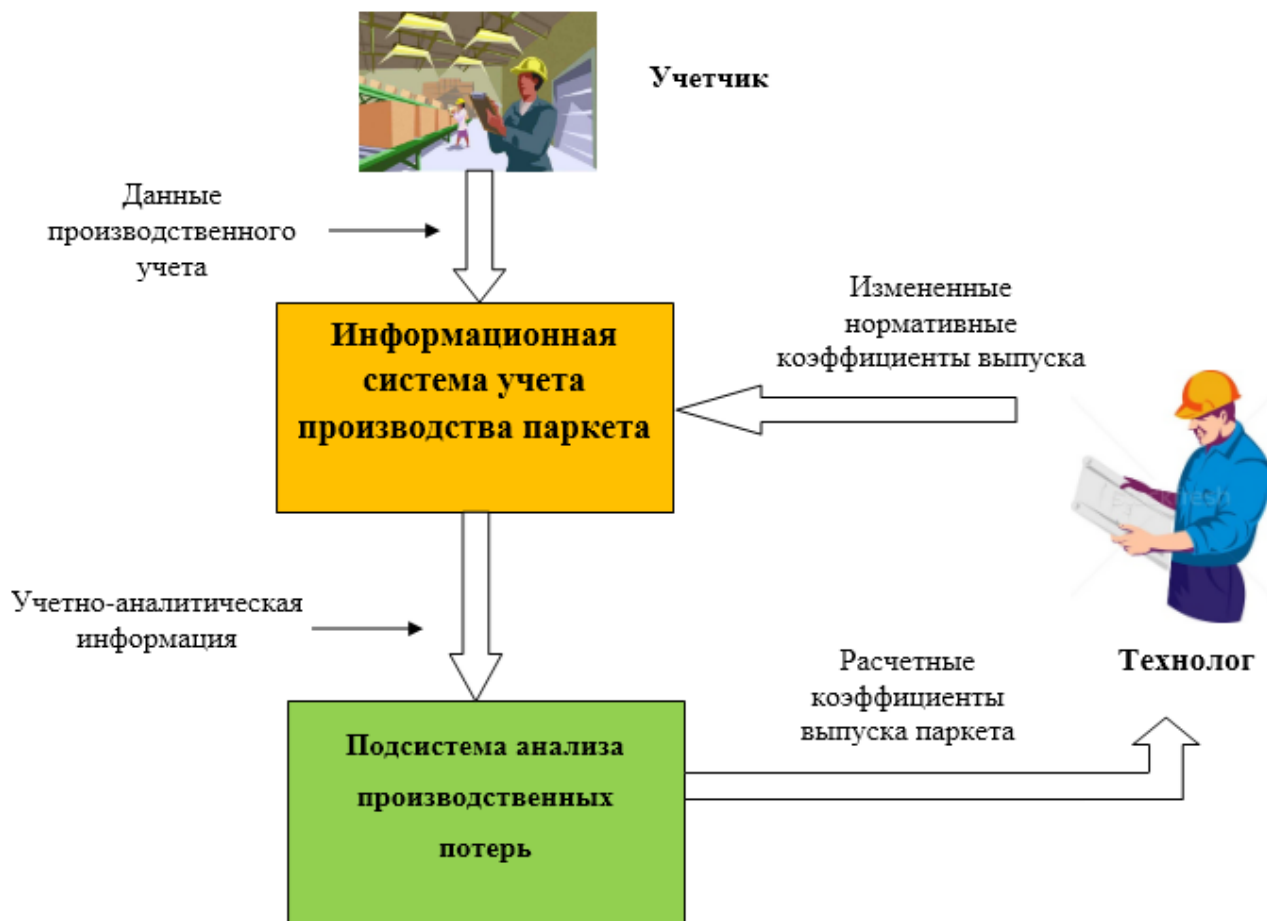 Учетчик
Данные
производственного
учета
Информационная
система учета
производства паркета
Измененные
нормативные
коэффициенты выпуска
Учетно-аналитическая
информация
Технолог
Расчетные
коэффициенты
выпуска паркета
Подсистема анализа
производственных
потерь